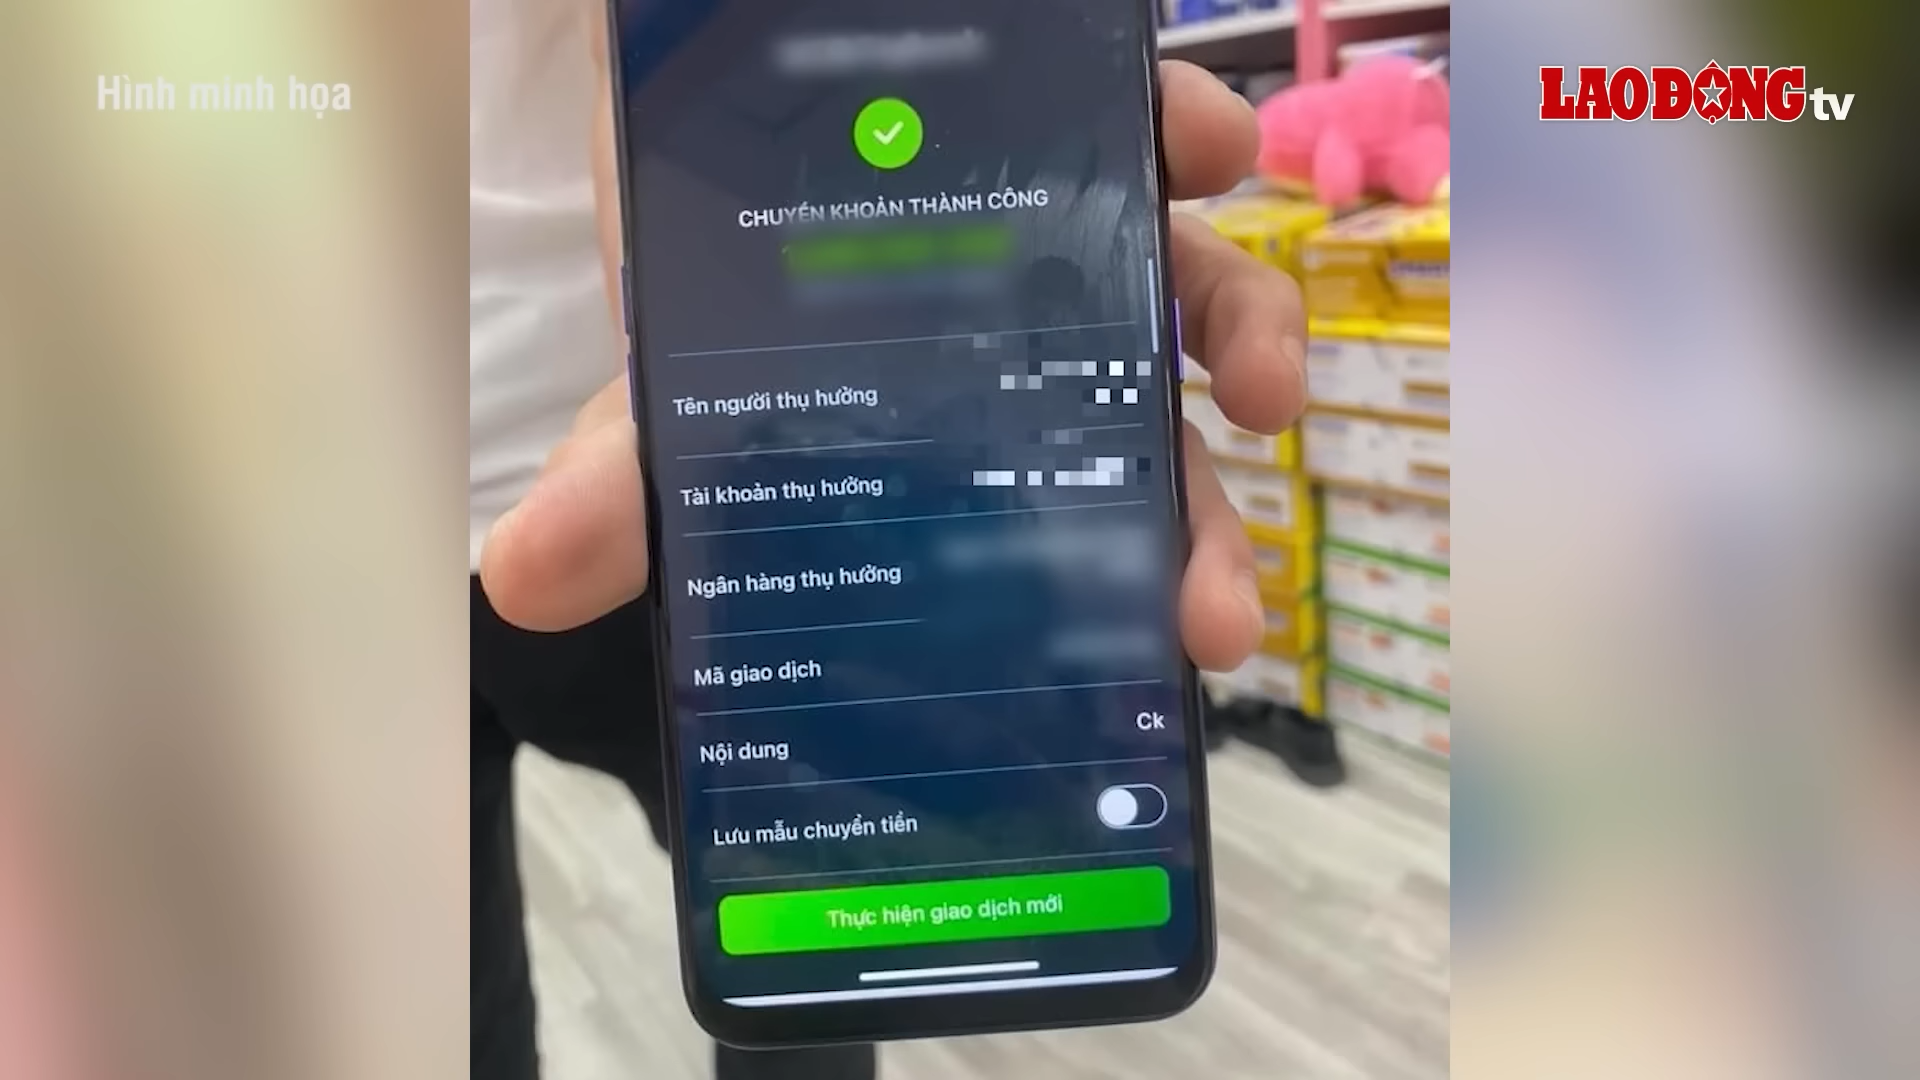 Hình minh họa
LAO ĐỘNG tv
CHUYỂN KHOẢN THÀNH CÔNG
Tên người thụ hưởng
Tài khoản thụ hưởng
Ngân hàng thụ hưởng
Mã giao dịch
Nội dung
Ck
Lưu mẫu chuyển tiền
Thực hiện giao dịch mới